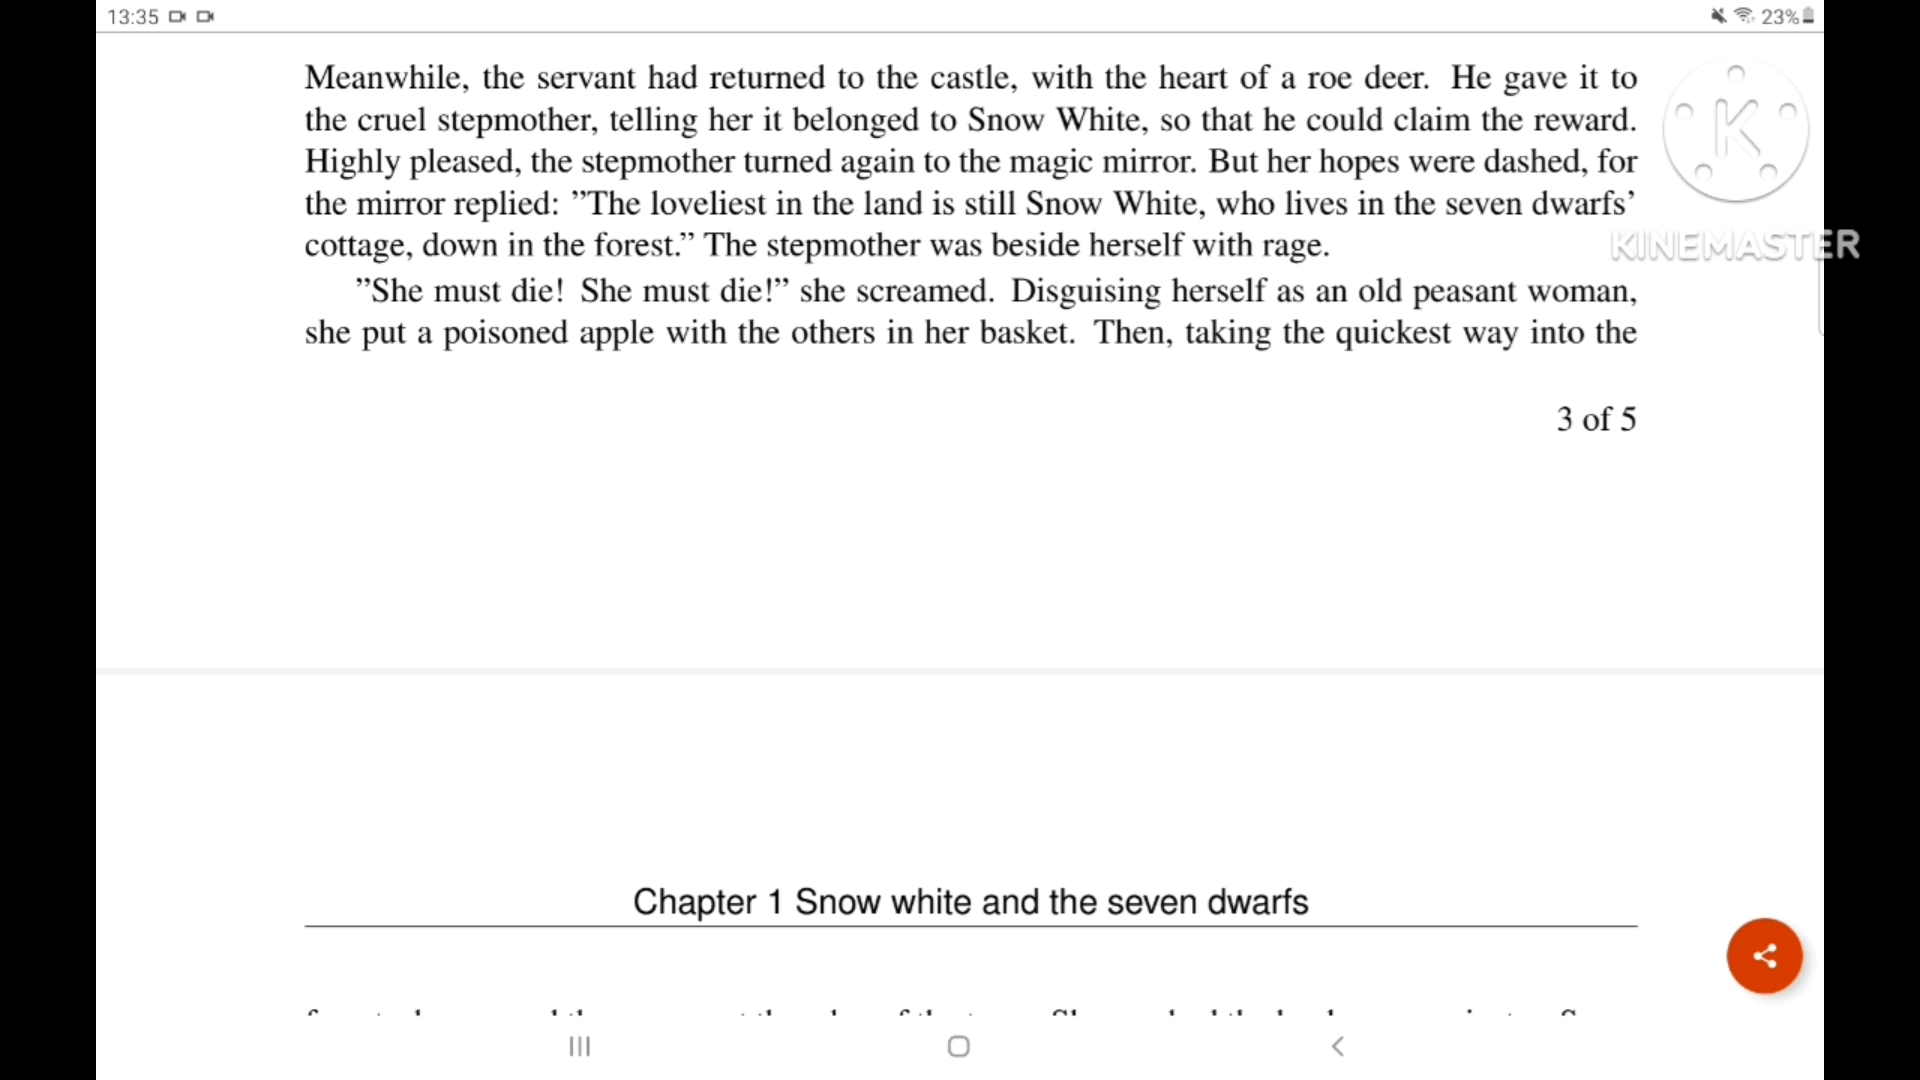 13:35
23%
Meanwhile, the servant had returned to the castle, with the heart of a roe deer. He gave it to
the cruel stepmother, telling her it belonged to Snow White, so that he could claim the reward.
Highly pleased, the stepmother turned again to the magic mirror. But her hopes were dashed, for
the mirror replied: ”The loveliest in the land is still Snow White, who lives in the seven dwarfs’
cottage, down in the forest.” The stepmother was beside herself with rage.
”She must die! She must die!” she screamed. Disguising herself as an old peasant woman,
she put a poisoned apple with the others in her basket. Then, taking the quickest way into the
K
KINEMASTER
3 of 5
Chapter 1 Snow white and the seven dwarfs